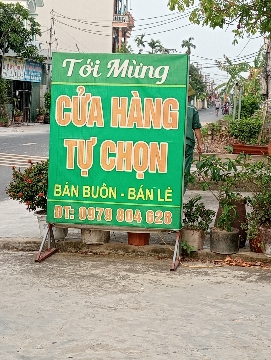 Tới Mừng
CỬA HÀNG
TỰ CHỌN
BÁN BUÔN - BÁN LẺ
ĐT: 0979 804 628